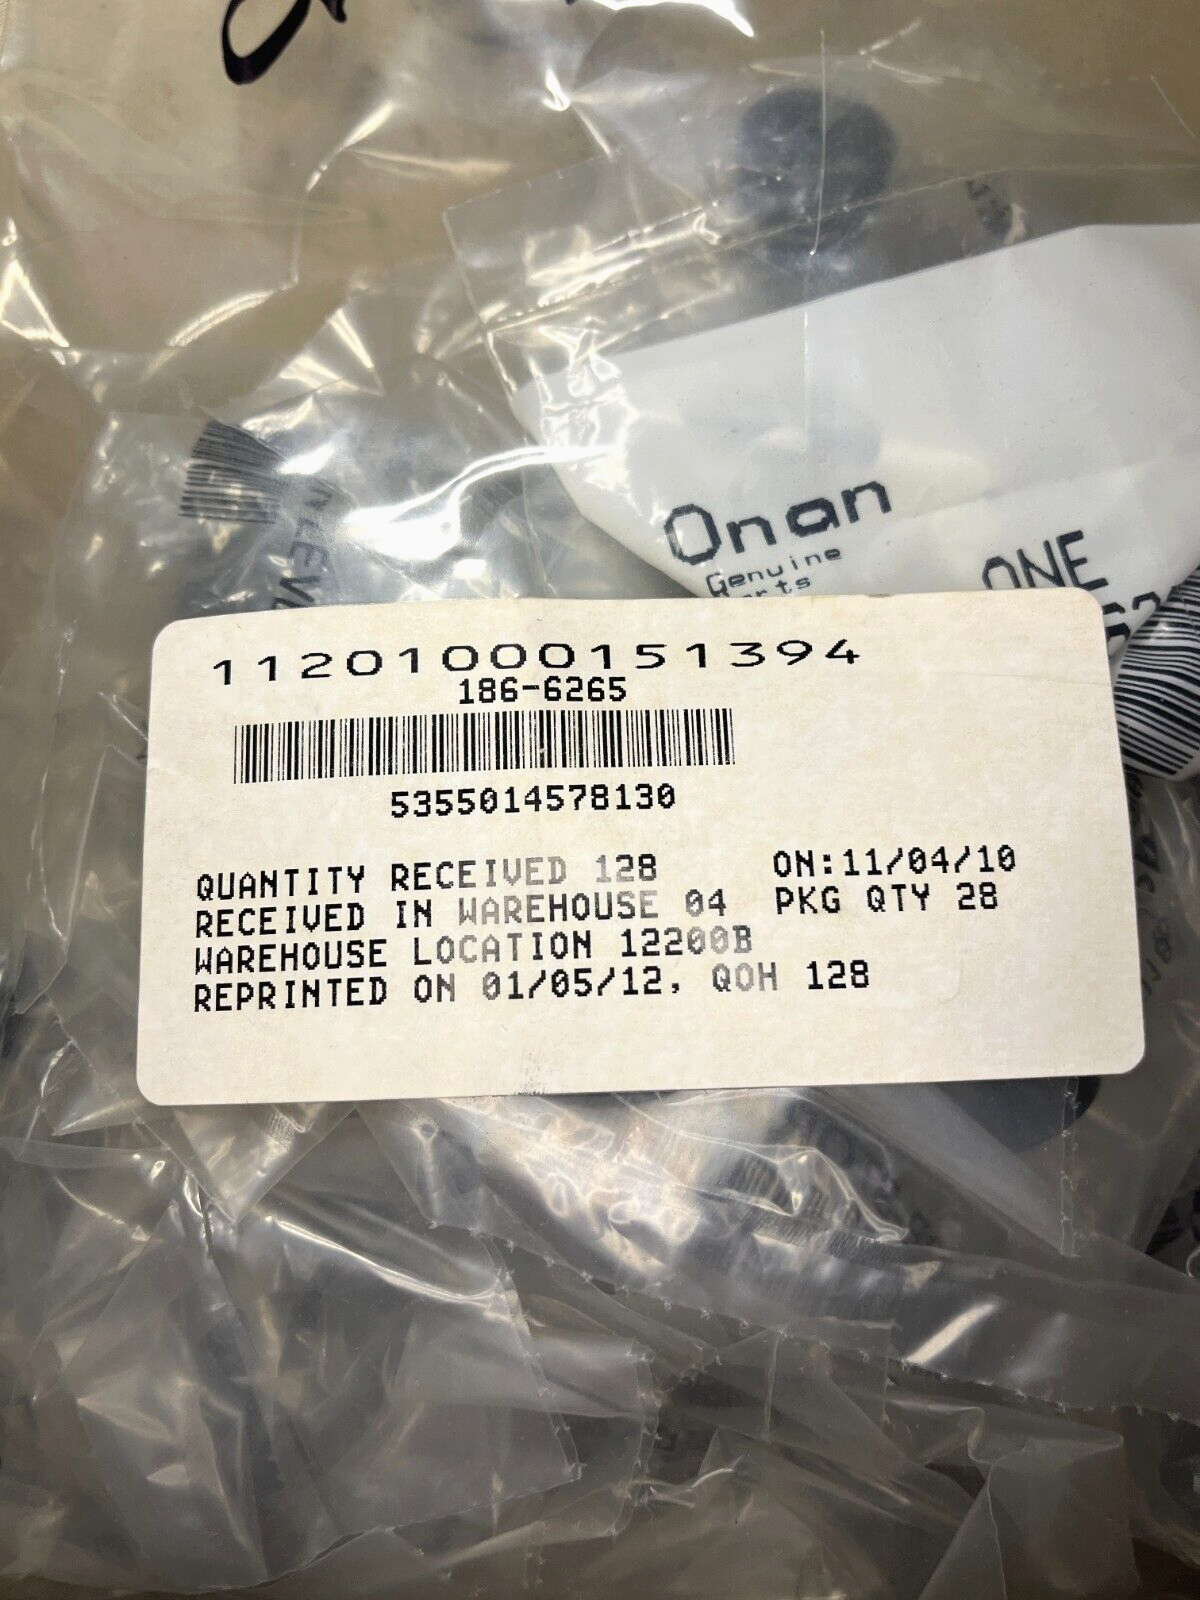 Onan
Genuine
ONE
11201000151394
186-6265
5355014578130
QUANTITY RECEIVED 128 ON:11/04/10
RECEIVED IN WAREHOUSE 04 PKG QTY 28
WAREHOUSE LOCATION 12200B
REPRINTED ON 01/05/12, QOH 128